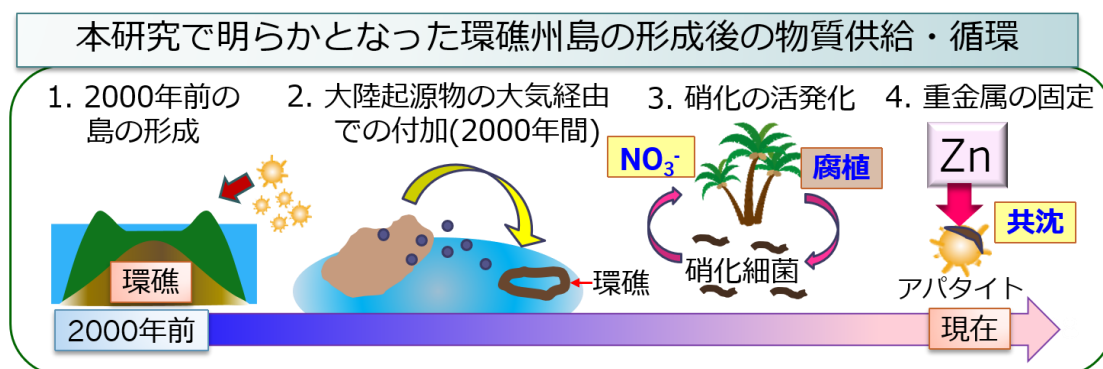 本研究で明らかとなった環礁州島の形成後の物質供給・循環
1. 2000年前の
島の形成
2. 大陸起源物の大気経由
での付加(2000年間)
3. 硝化の活発化
4. 重金属の固定
環礁
環礁
NO₃⁻
腐植
硝化細菌
Zn
共沈
アパタイト
2000年前
現在